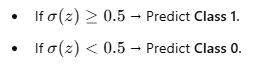 • If σ(z) ≥ 0.5 → Predict Class 1.
• If σ(z) < 0.5 → Predict Class 0.